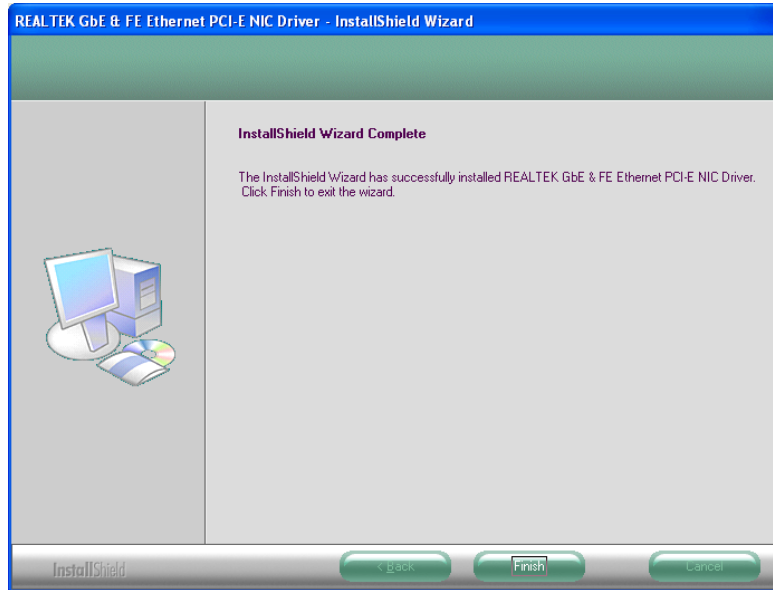 REALTEK GbE & FE Ethernet PCI-E NIC Driver - InstallShield Wizard
InstallShield Wizard Complete
The InstallShield Wizard has successfully installed REALTEK GbE & FE Ethernet PCI-E NIC Driver.
Click Finish to exit the wizard.
InstallShield
< Back
Finish
Cancel